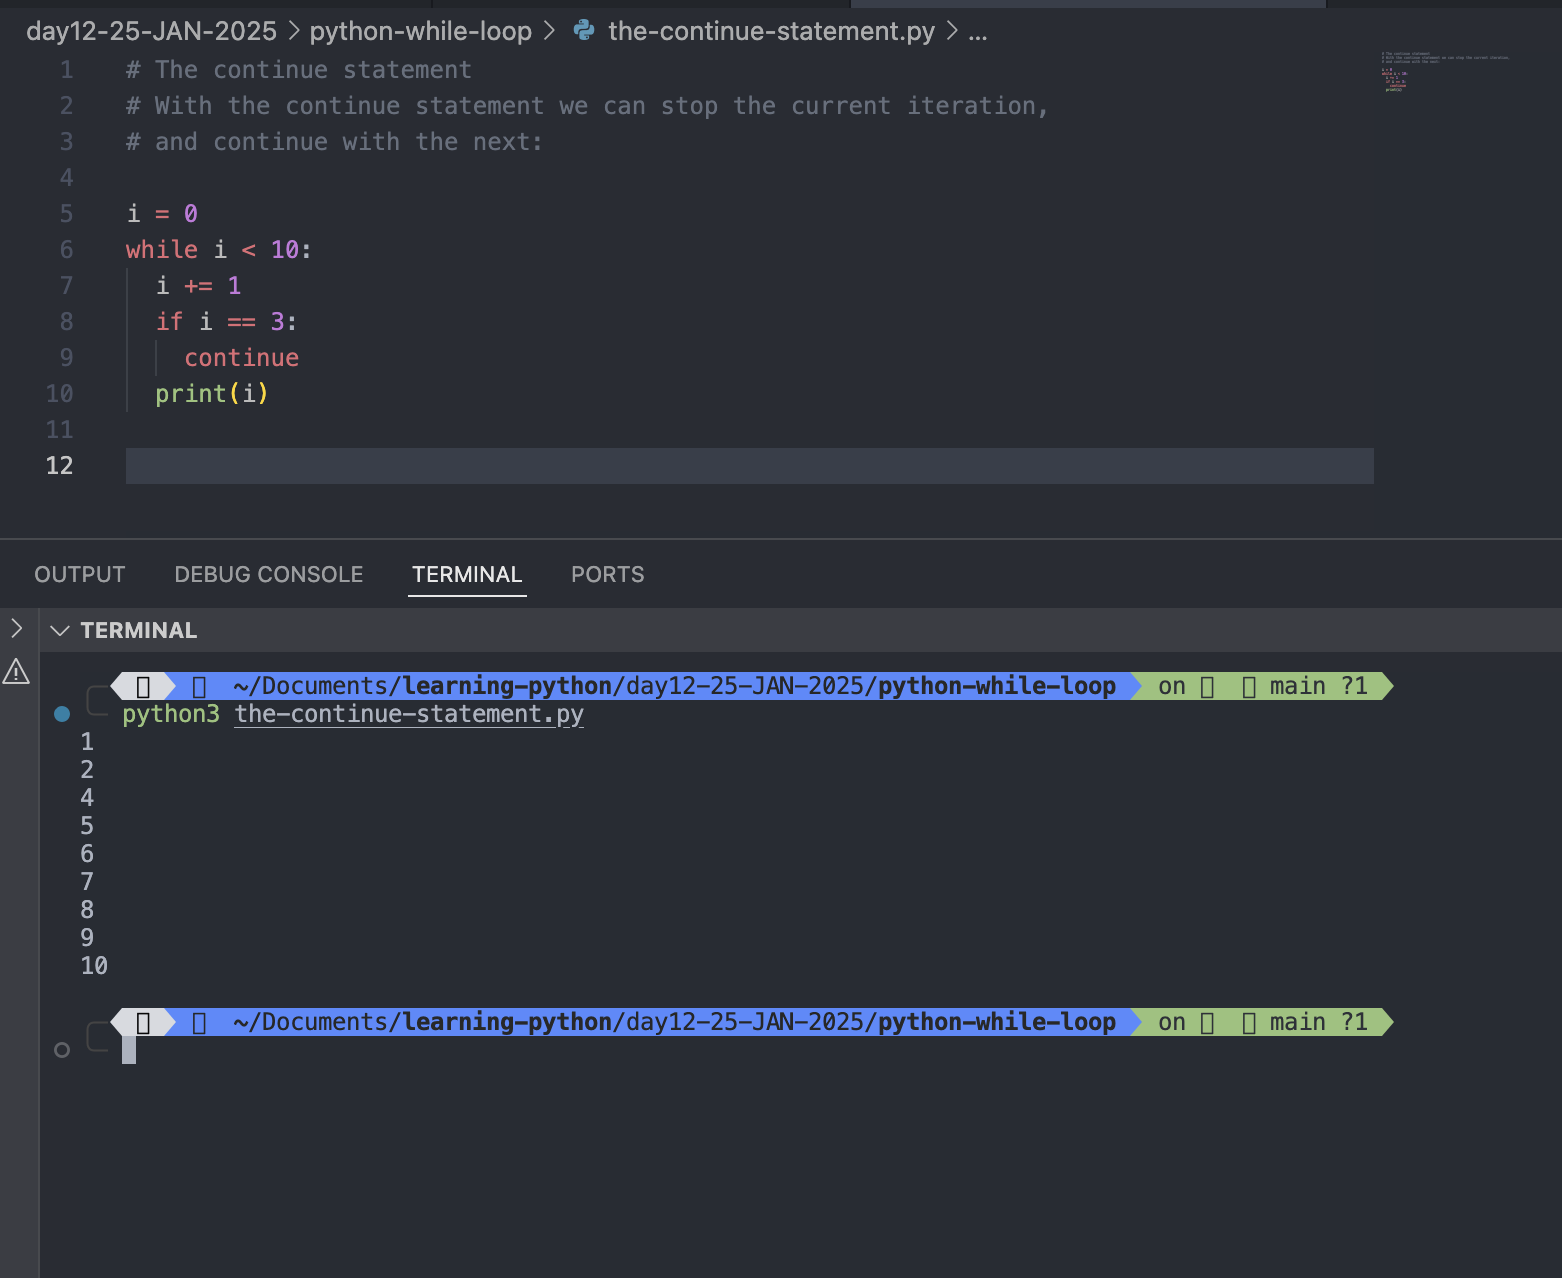 day12-25-JAN-2025 > python-while-loop > the-continue-statement.py > ...
1 # The continue statement
2 # With the continue statement we can stop the current iteration,
3 # and continue with the next:
4
5 i = 0
6 while i < 10:
7 i += 1
8 if i == 3:
9 continue
10 print(i)
11
12
OUTPUT DEBUG CONSOLE TERMINAL PORTS
TERMINAL
~/Documents/learning-python/day12-25-JAN-2025/python-while-loop on main ?1
python3 the-continue-statement.py
1
2
4
5
6
7
8
9
10
~/Documents/learning-python/day12-25-JAN-2025/python-while-loop on main ?1